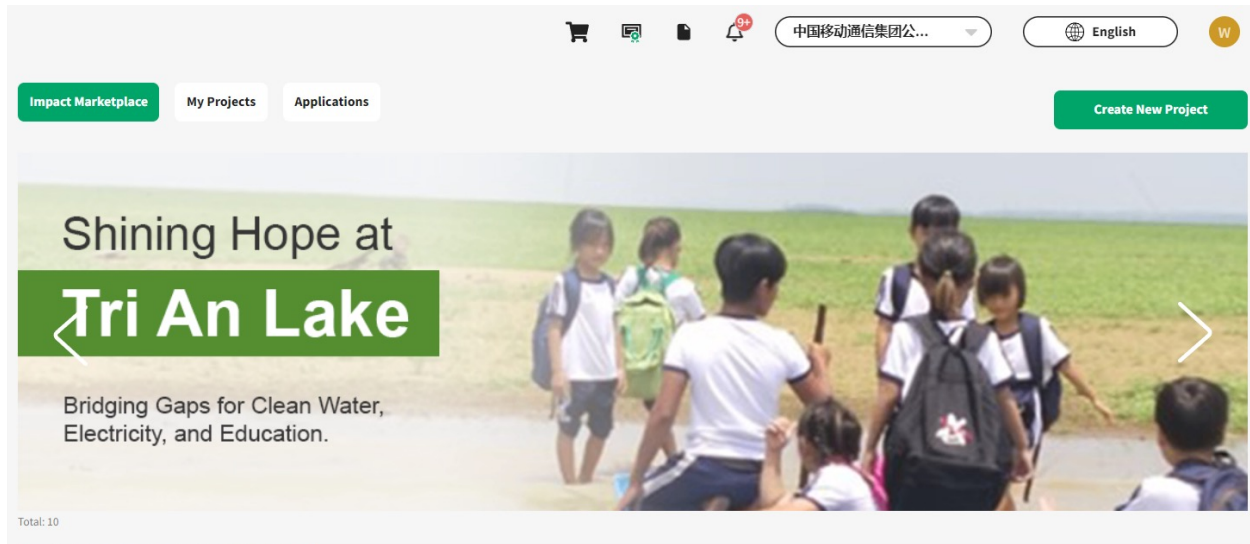 9+
中国移动通信集团公...
English
W
Impact Marketplace
My Projects
Applications
Create New Project
Shining Hope at
Tri An Lake
Bridging Gaps for Clean Water,
Electricity, and Education.
Total: 10